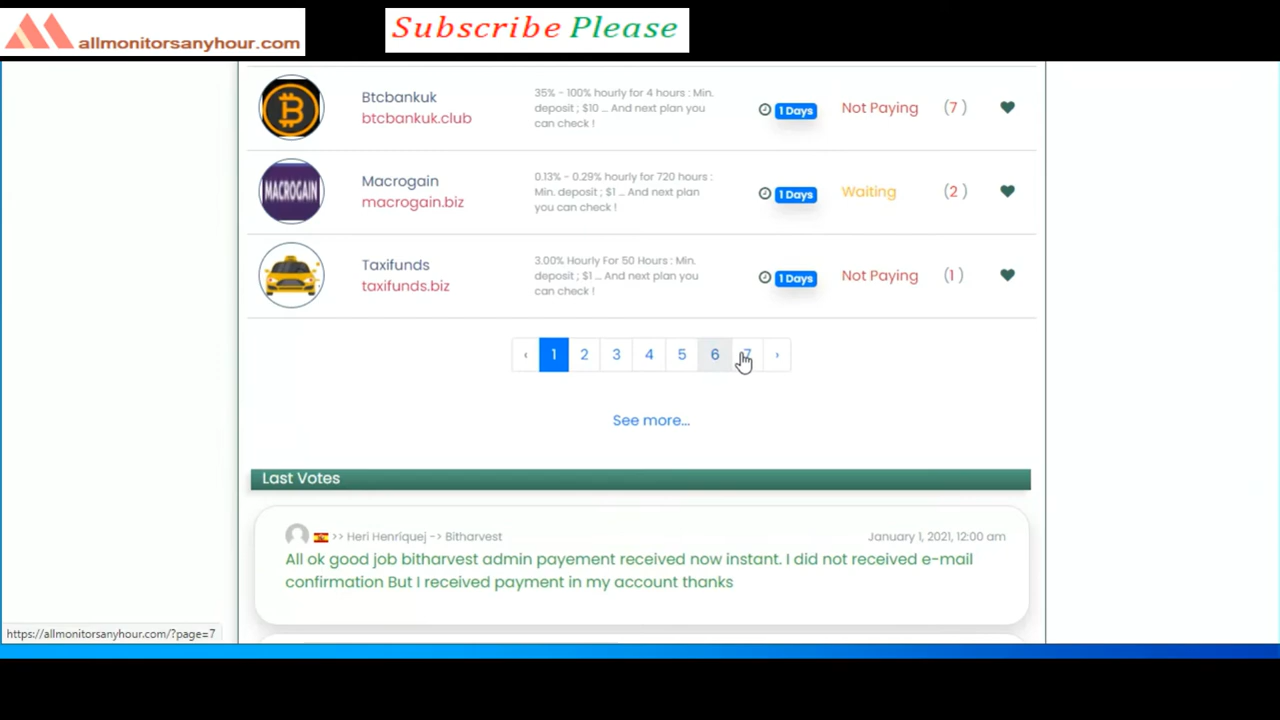 allmonitorsanyhour.com
Subscribe Please
Btcbankuk
btcbankuk.club
35% - 100% hourly for 4 hours : Min.
deposit ; $10 ... And next plan you
can check !
1 Days
Not Paying
(7 )
MACROGAIN
Macrogain
macrogain.biz
0.13% - 0.29% hourly for 720 hours :
Min. deposit ; $1 ... And next plan
you can check !
1 Days
Waiting
(2 )
Taxifunds
taxifunds.biz
3.00% Hourly For 50 Hours : Min.
deposit ; $1 ... And next plan you
can check !
1 Days
Not Paying
(1 )
‹ 1 2 3 4 5 6 7 ›
See more...
Last Votes
>> Heri Henriquej -> Bitharvest
January 1, 2021, 12:00 am
All ok good job bitharvest admin payement received now instant. I did not received e-mail
confirmation But I received payment in my account thanks
https://allmonitorsanyhour.com/?page=7